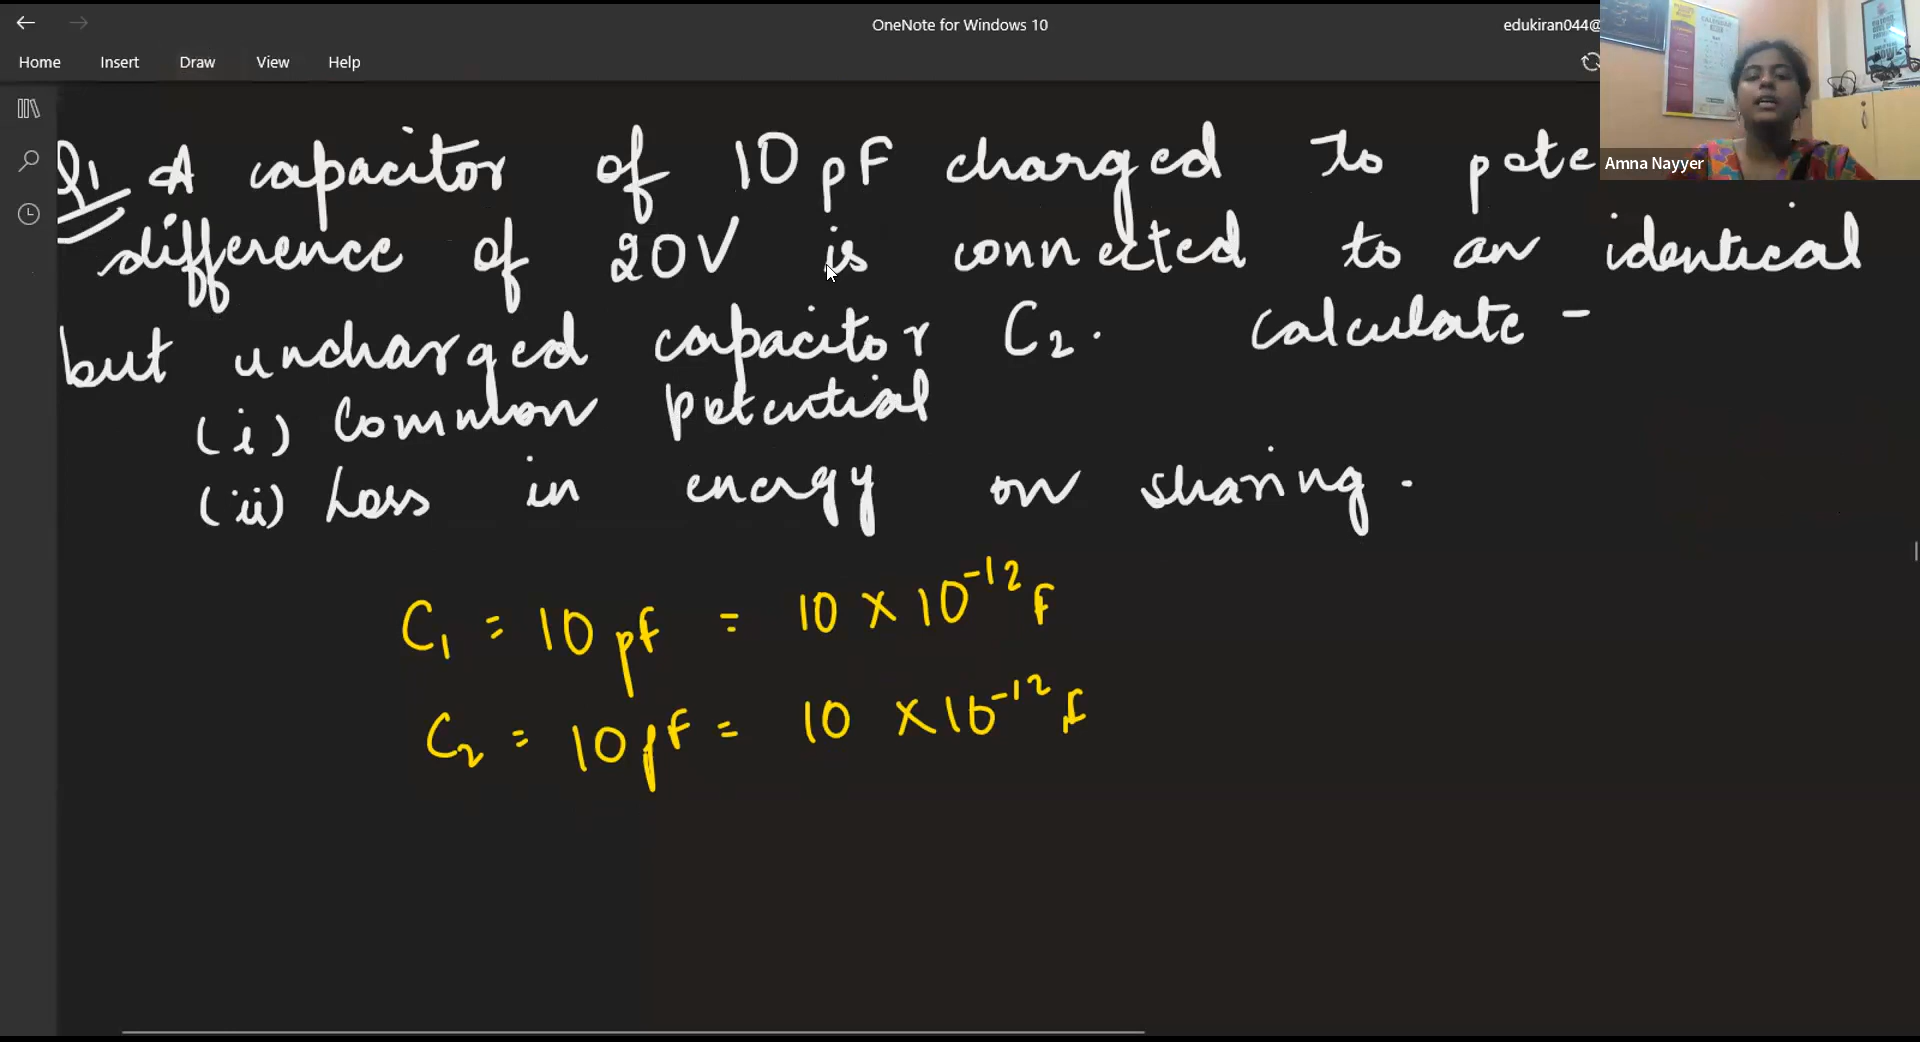 OneNote for Windows 10
edukiran044@
Home Insert Draw View Help
Amna Nayyer
Q1 A capacitor of 10 pF charged to pote
difference of 20V is connected to an identical
but uncharged capacitor C₂. Calculate -
(i) Common potential
(ii) Loss in energy on sharing.
C₁ = 10 pf = 10 × 10⁻¹² F
C₂ = 10 pF = 10 × 10⁻¹² F